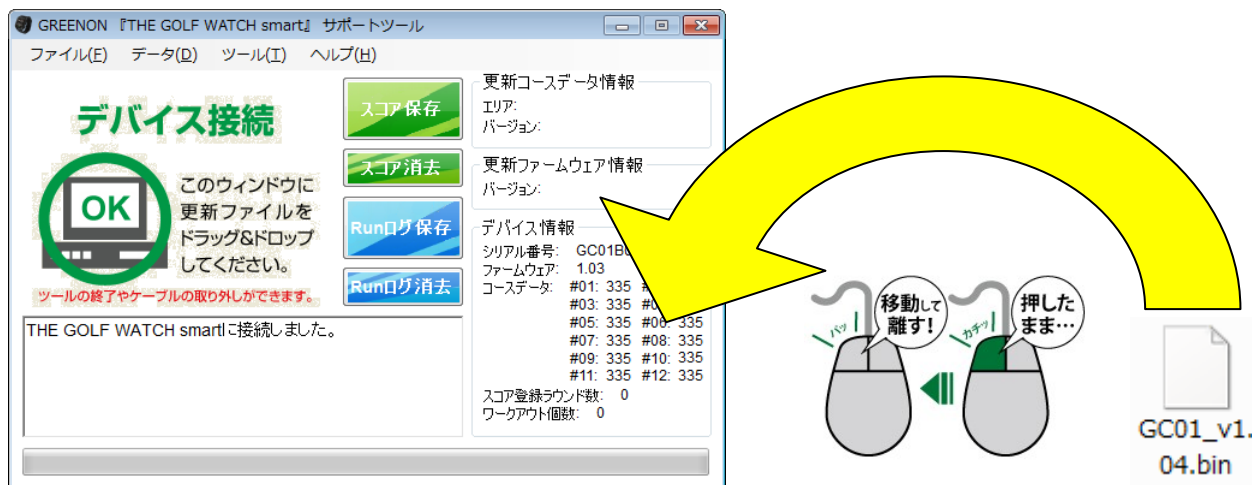 GREENON 『THE GOLF WATCH smart』 サポートツール
ファイル(F) データ(D) ツール(T) ヘルプ(H)
デバイス接続
OK
このウィンドウに
更新ファイルを
ドラッグ&ドロップ
してください。
ツールの終了やケーブルの取り外しができます。
スコア保存
スコア消去
Runログ保存
Runログ消去
THE GOLF WATCH smartに接続しました。
更新コースデータ情報
エリア:
バージョン:
更新ファームウェア情報
バージョン:
デバイス情報
シリアル番号: GC01B
ファームウェア: 1.03
コースデータ: #01: 335
#03: 335
#05: 335 #06: 335
#07: 335 #08: 335
#09: 335 #10: 335
#11: 335 #12: 335
スコア登録ラウンド数: 0
ワークアウト個数: 0
移動して
離す!
パッ
押した
まま…
カチッ
GC01_v1.
04.bin